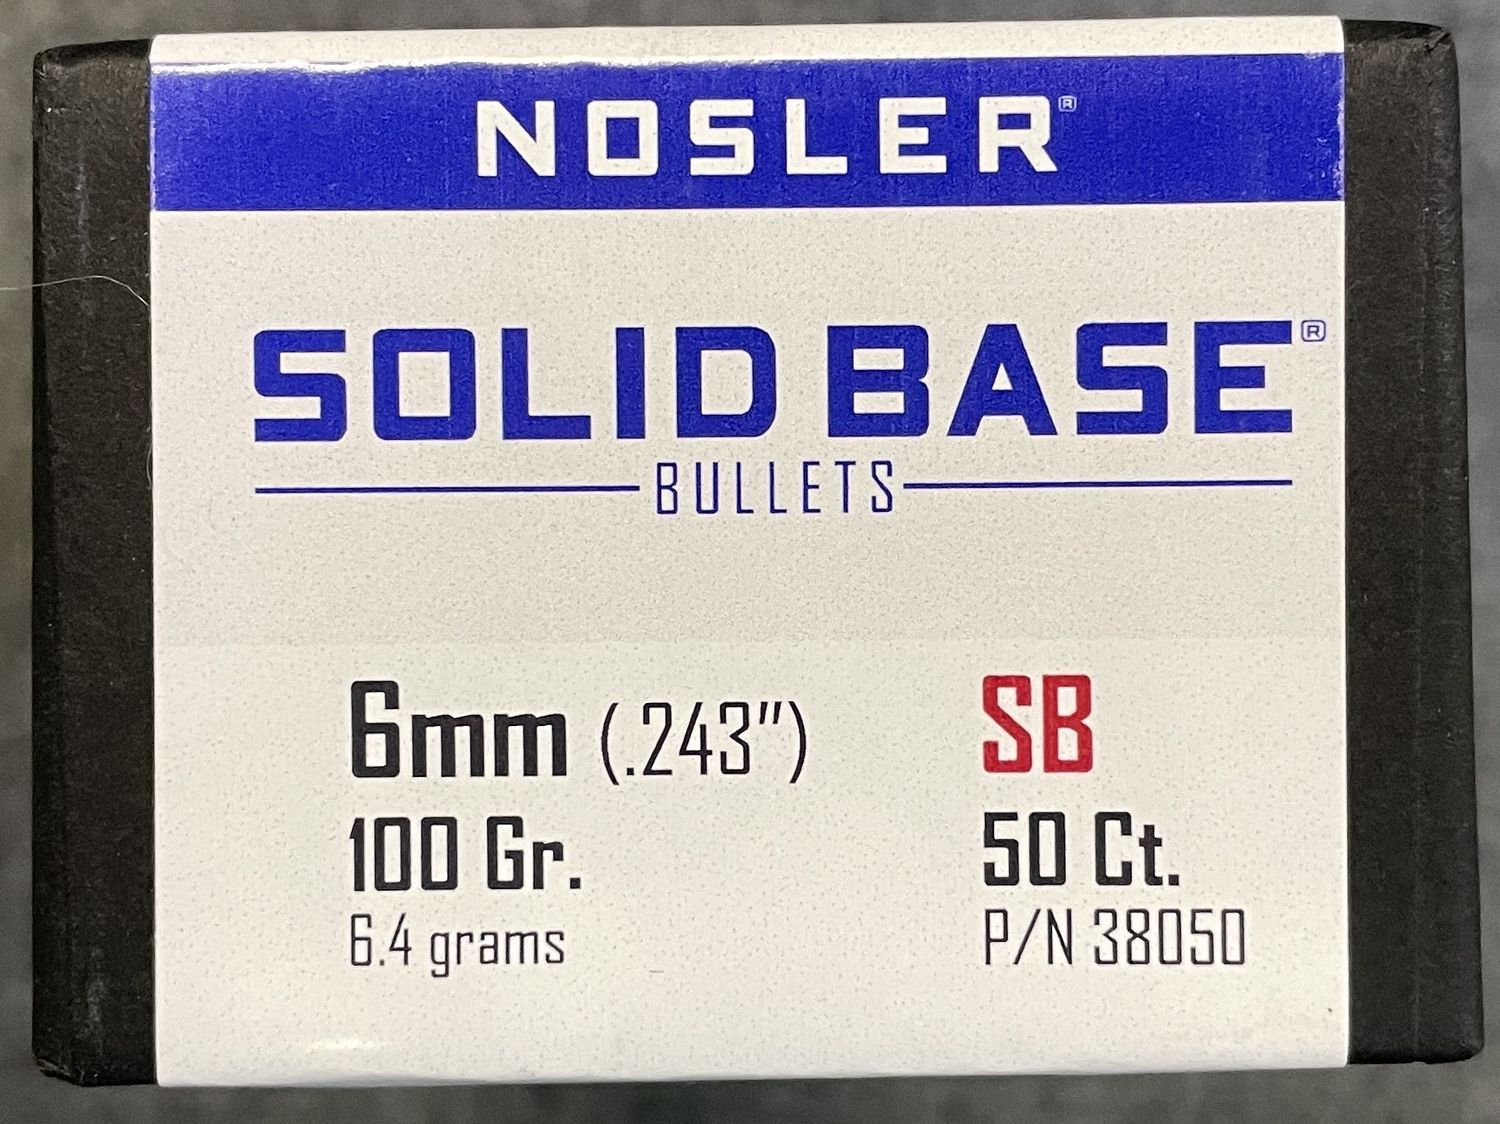 NOSLER®
SOLID BASE®
BULLETS
6mm (.243")
100 Gr.
6.4 grams
SB
50 Ct.
P/N 38050